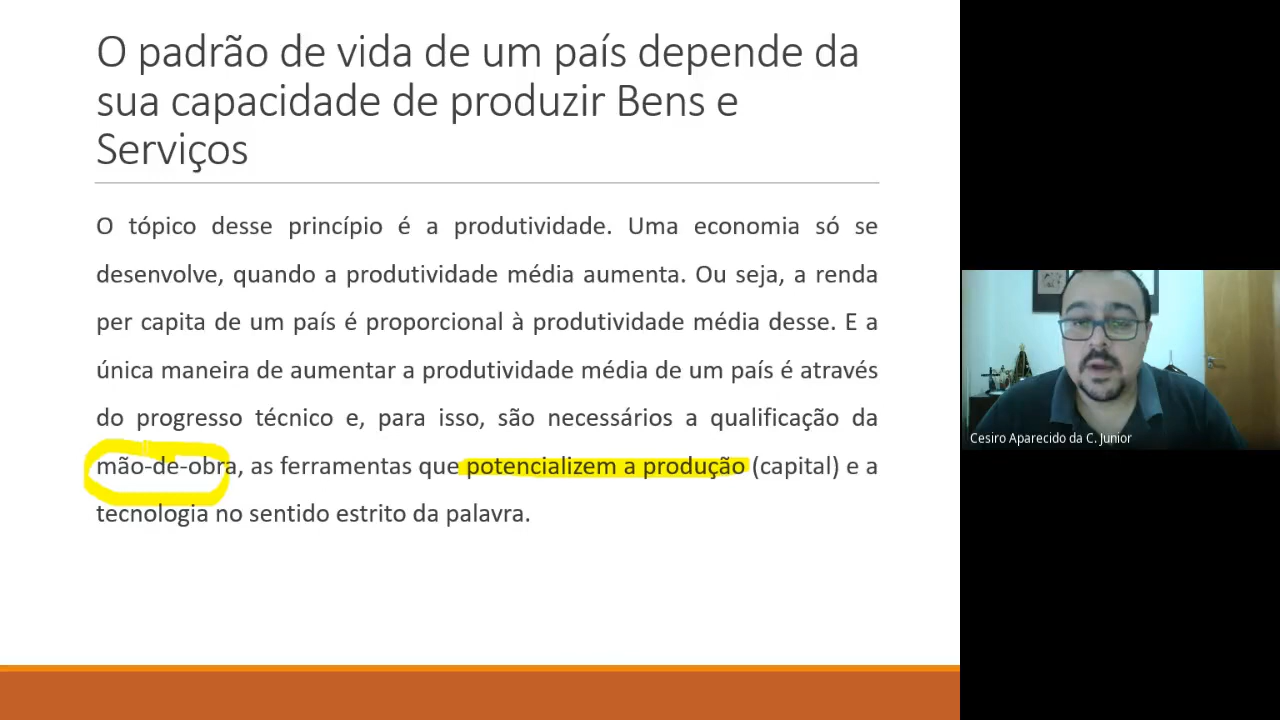 O padrão de vida de um país depende da
sua capacidade de produzir Bens e
Serviços
O tópico desse princípio é a produtividade. Uma economia só se
desenvolve, quando a produtividade média aumenta. Ou seja, a renda
per capita de um país é proporcional à produtividade média desse. E a
única maneira de aumentar a produtividade média de um país é através
do progresso técnico e, para isso, são necessários a qualificação da
mão-de-obra, as ferramentas que potencializem a produção (capital) e a
tecnologia no sentido estrito da palavra.
Cesiro Aparecido da C. Junior